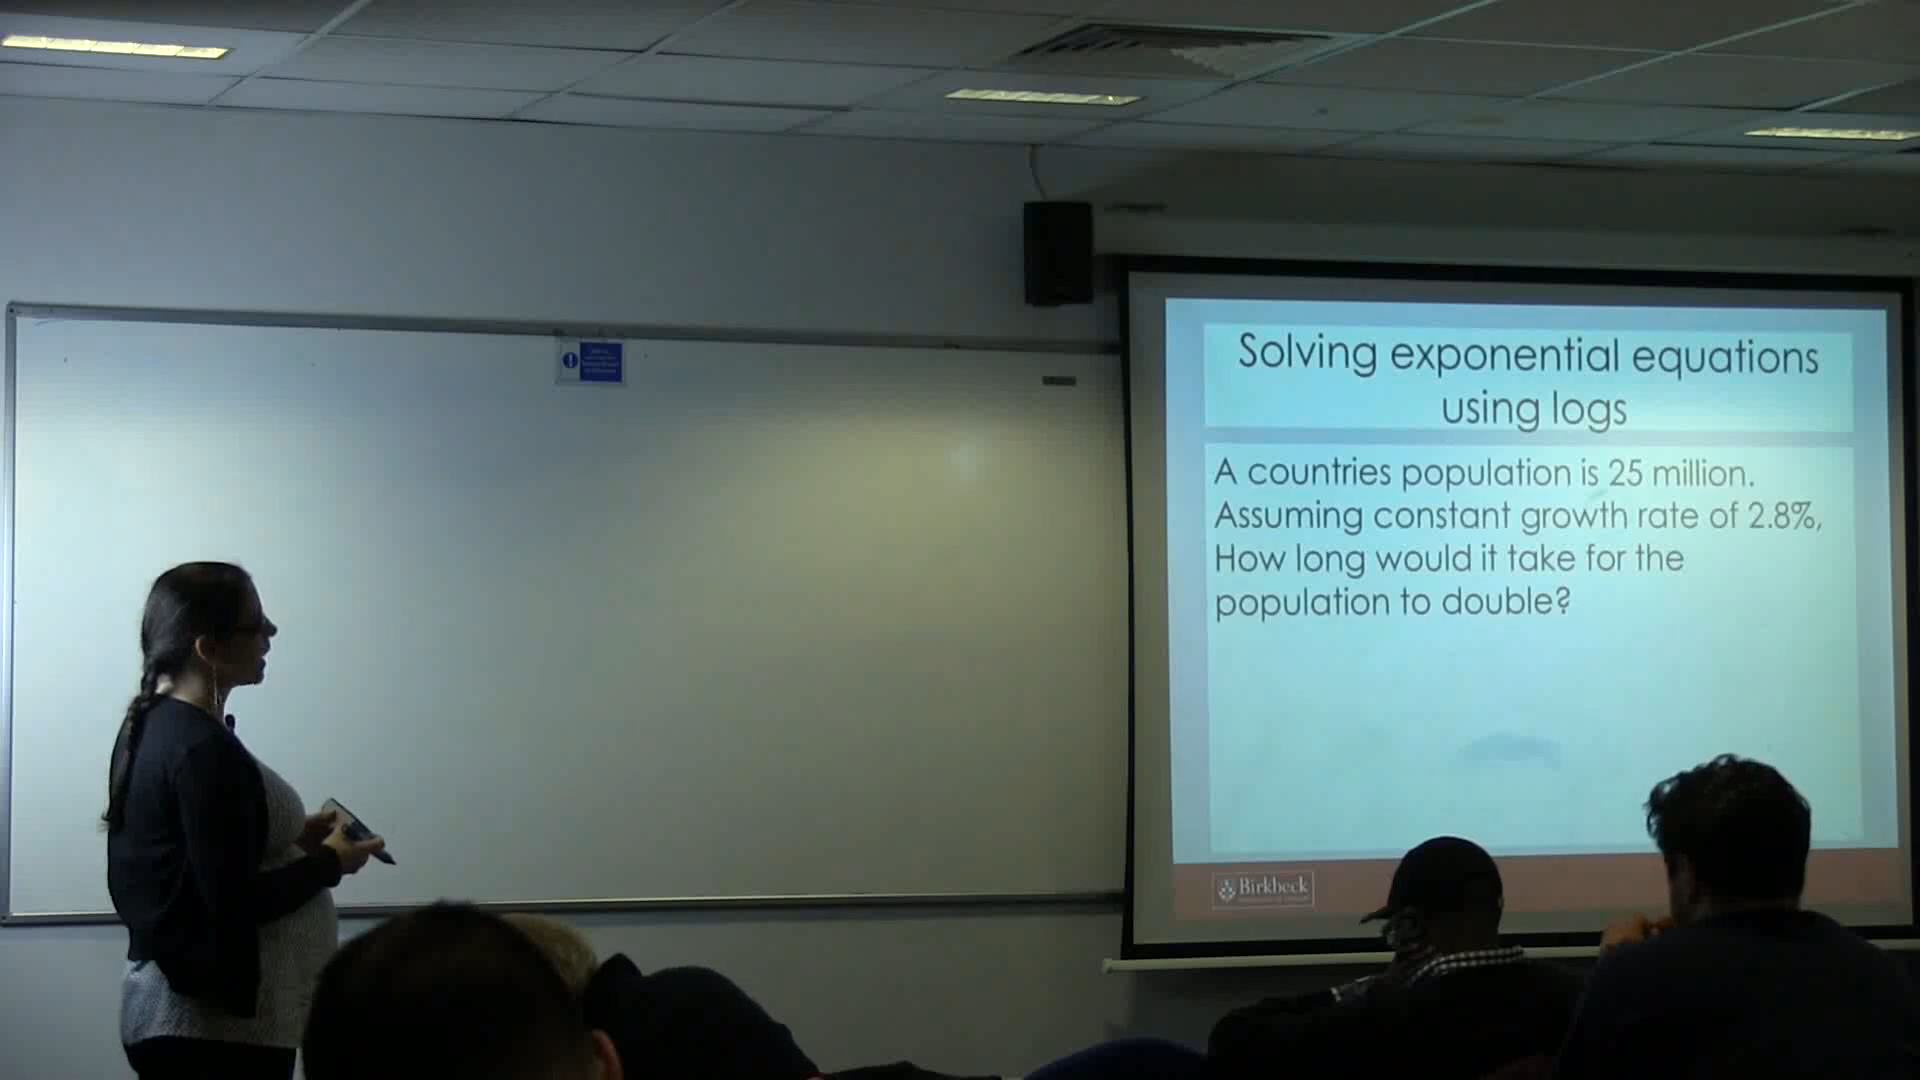 Solving exponential equations
using logs
A countries population is 25 million.
Assuming constant growth rate of 2.8%,
How long would it take for the
population to double?
Birkbeck